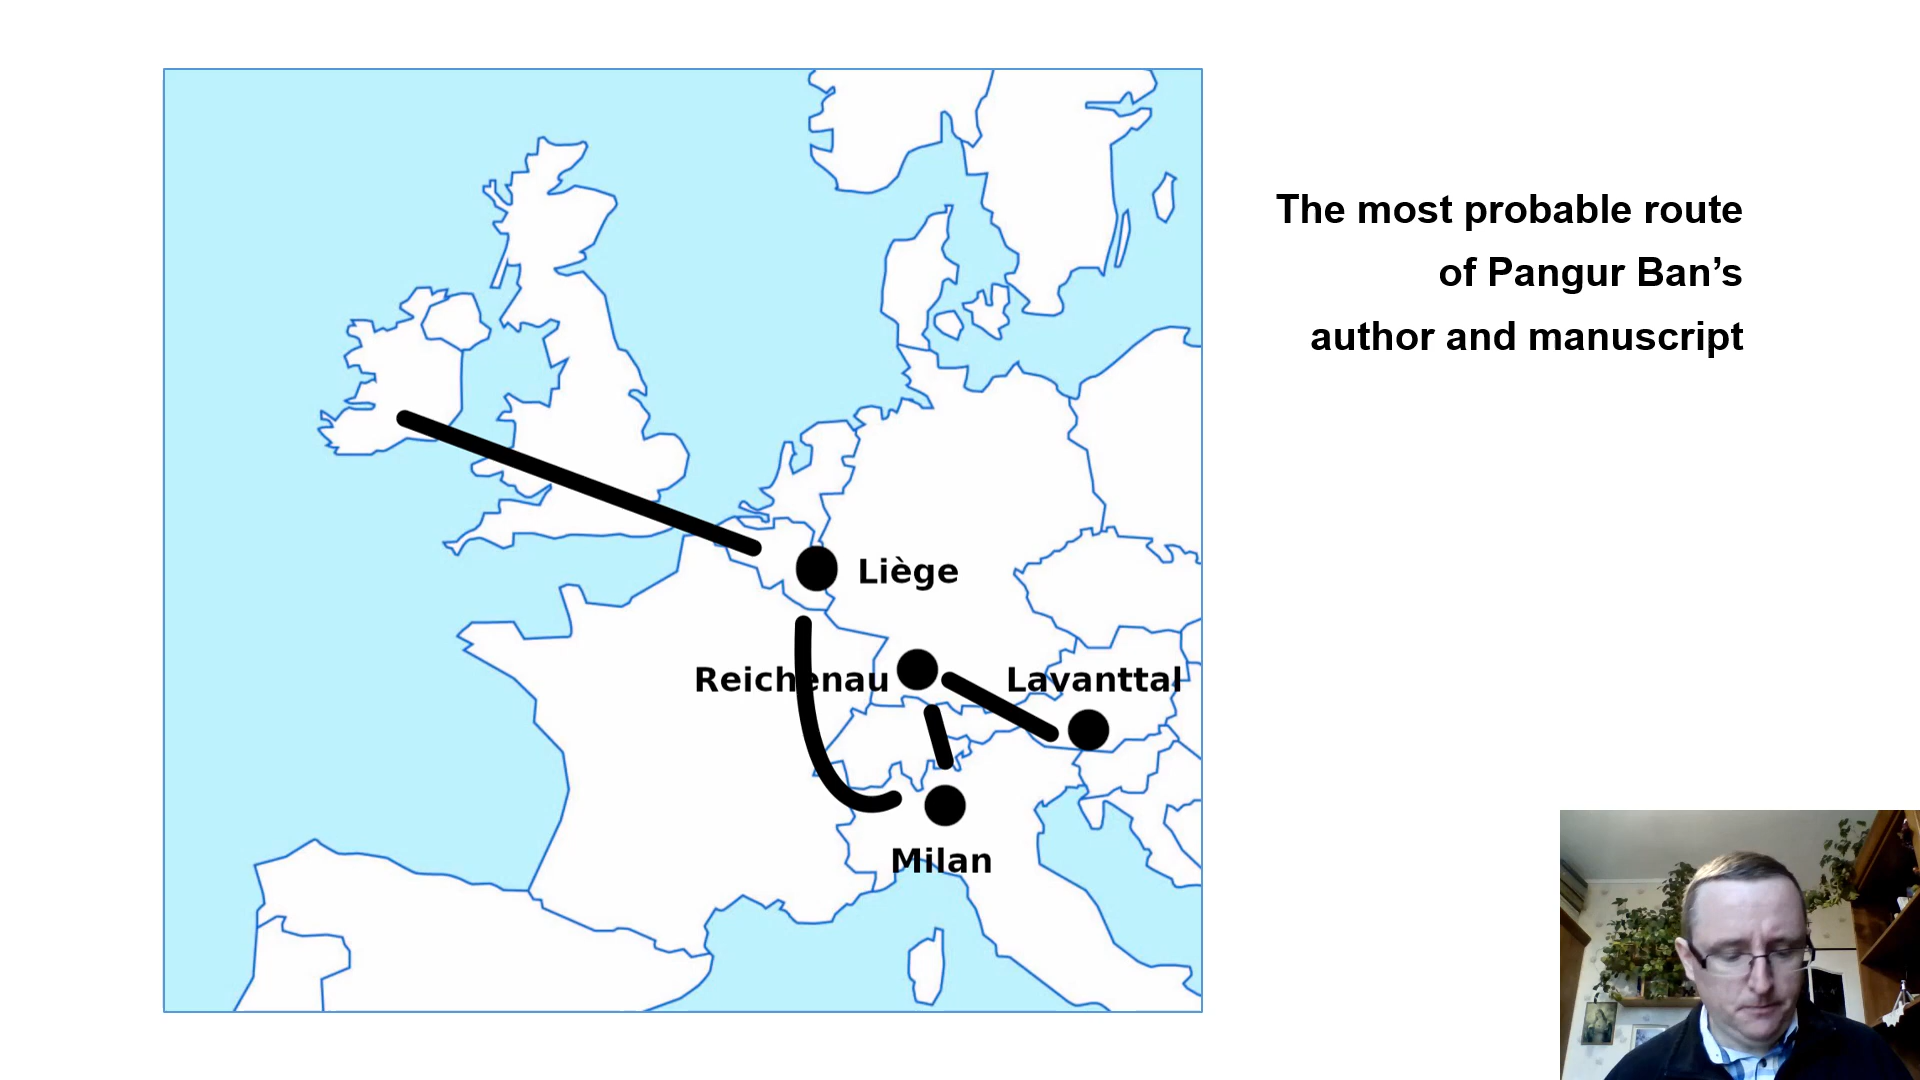 The most probable route
of Pangur Ban’s
author and manuscript
Liège
Reichenau
Lavanttal
Milan